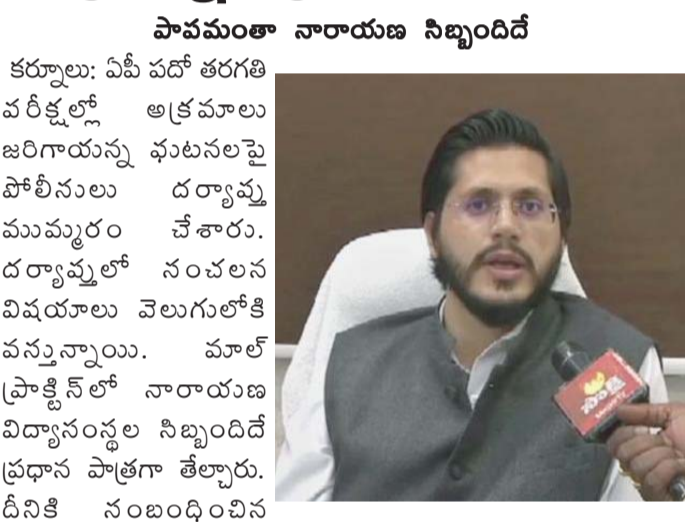 పాపమంతా నారాయణ సిబ్బందిదే
కర్నూలు: ఏపీ పదో తరగతి
పరీక్షల్లో అక్రమాలు
జరిగాయన్న ఘటనలపై
పోలీసులు దర్యాప్తు
ముమ్మరం చేశారు.
దర్యాప్తులో సంచలన
విషయాలు వెలుగులోకి
వస్తున్నాయి. మాల్
ప్రాక్టిస్‌లో నారాయణ
విద్యాసంస్థల సిబ్బందిదే
ప్రధాన పాత్రగా తేల్చారు.
దీనికి సంబంధించిన
సాక్షి